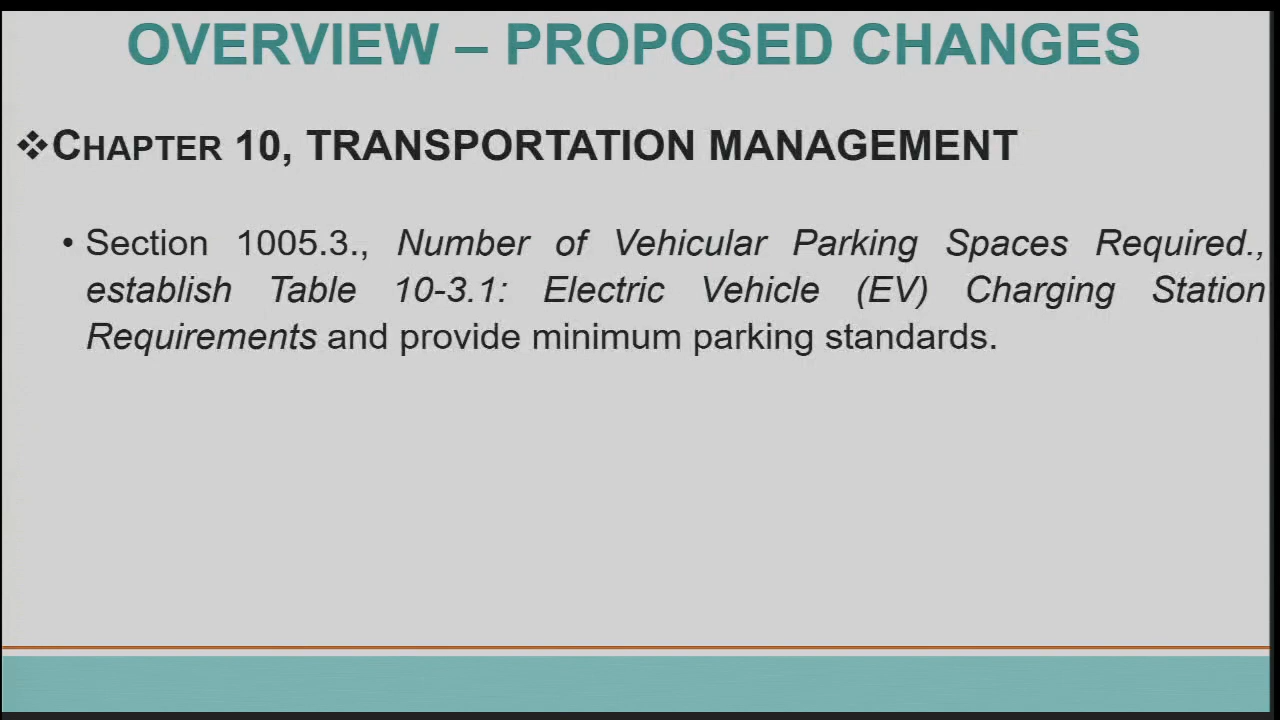 OVERVIEW – PROPOSED CHANGES
❖CHAPTER 10, TRANSPORTATION MANAGEMENT
• Section 1005.3., Number of Vehicular Parking Spaces Required.,
establish Table 10-3.1: Electric Vehicle (EV) Charging Station
Requirements and provide minimum parking standards.